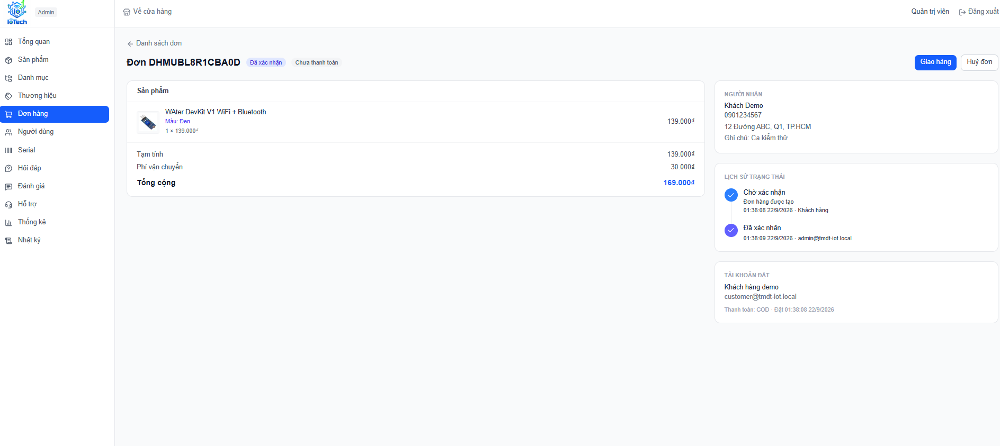 IoTech
Admin
Về cửa hàng
Quản trị viên
Đăng xuất
Tổng quan
Sản phẩm
Danh mục
Thương hiệu
Đơn hàng
Người dùng
Serial
Hỏi đáp
Đánh giá
Hỗ trợ
Thống kê
Nhật ký
Danh sách đơn
Đơn DHMUBL8R1CBA0D
Đã xác nhận
Chưa thanh toán
Giao hàng
Huỷ đơn
Sản phẩm
WAter DevKit V1 WiFi + Bluetooth
Màu: Đen
1 × 139.000₫
139.000₫
Tạm tính
139.000₫
Phí vận chuyển
30.000₫
Tổng cộng
169.000₫
NGƯỜI NHẬN
Khách Demo
0901234567
12 Đường ABC, Q1, TP.HCM
Ghi chú: Ca kiểm thử
LỊCH SỬ TRẠNG THÁI
Chờ xác nhận
Đơn hàng được tạo
01:38:08 22/9/2026 · Khách hàng
Đã xác nhận
01:38:09 22/9/2026 · admin@tmdt-iot.local
TÀI KHOẢN ĐẶT
Khách hàng demo
customer@tmdt-iot.local
Thanh toán: COD · Đặt 01:38:08 22/9/2026